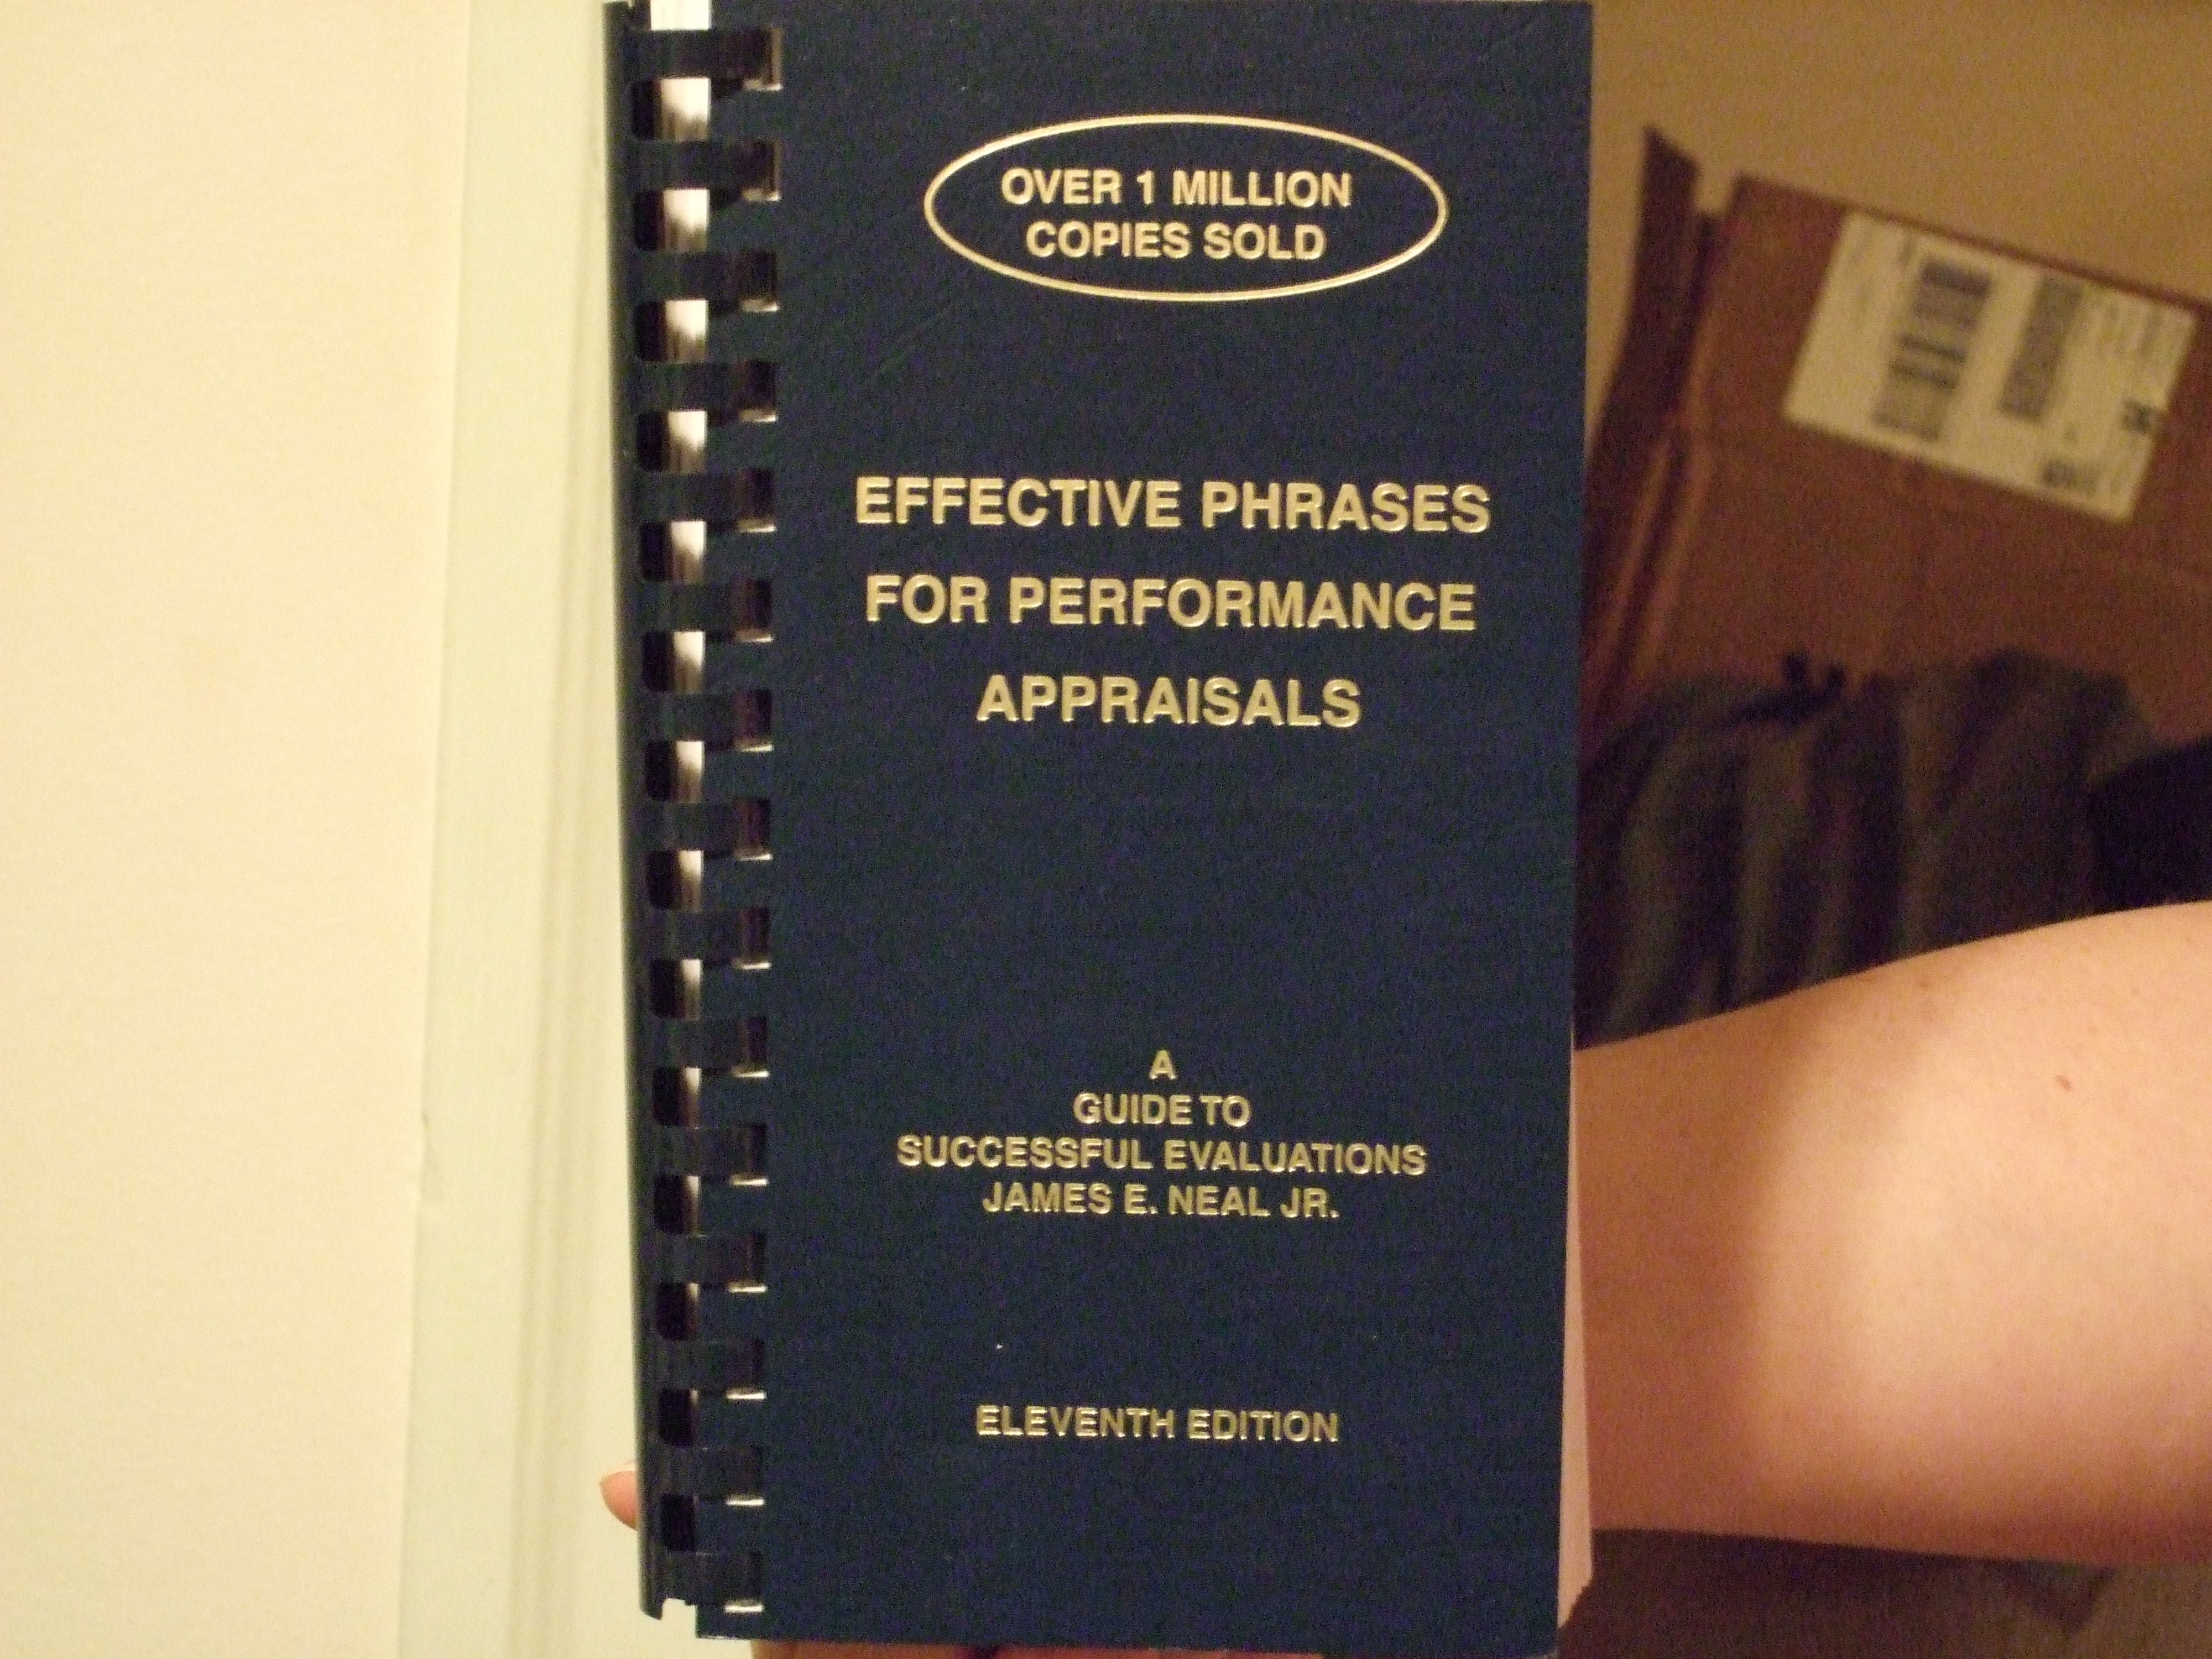 OVER 1 MILLION
COPIES SOLD
EFFECTIVE PHRASES
FOR PERFORMANCE
APPRAISALS
A
GUIDE TO
SUCCESSFUL EVALUATIONS
JAMES E. NEAL JR.
ELEVENTH EDITION